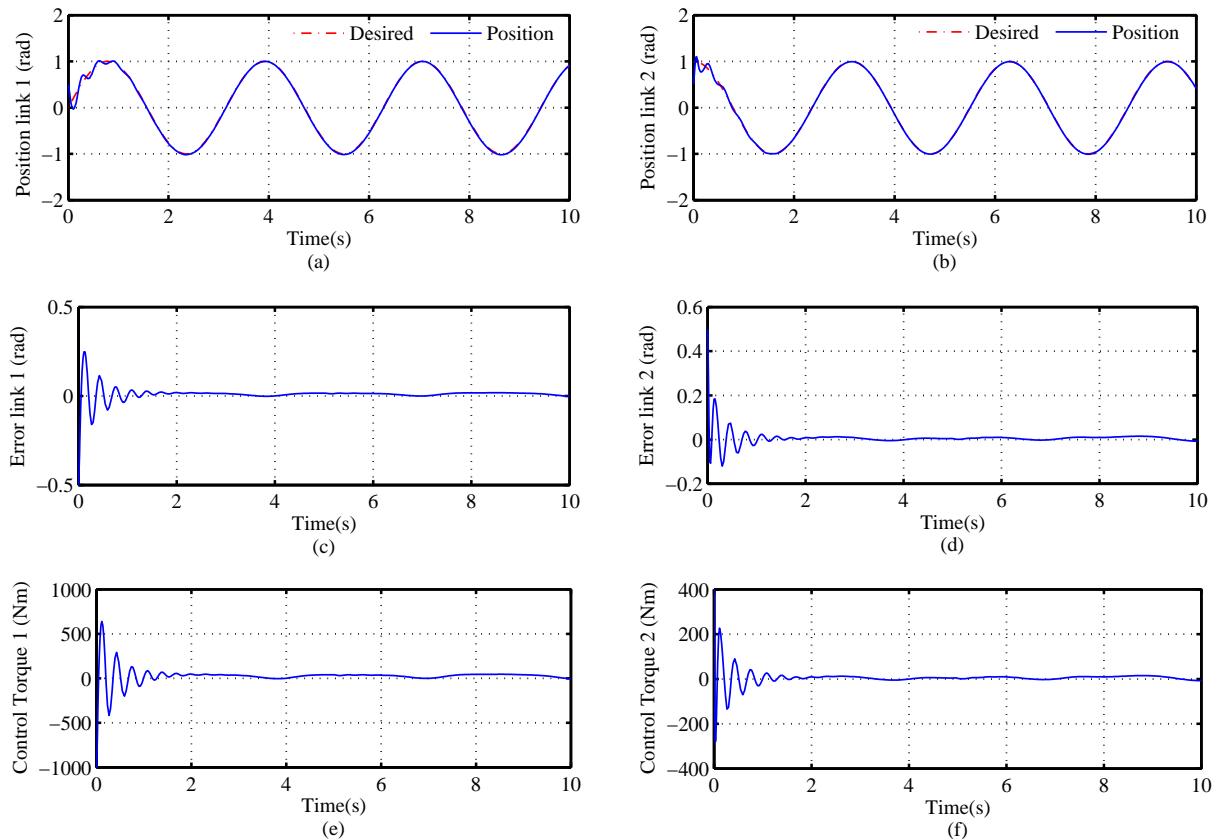 Position link 1 (rad)
2
1
0
−1
−2
Desired
Position
0
2
4
6
8
10
Time(s)
(a)
Position link 2 (rad)
2
1
0
−1
−2
Desired
Position
0
2
4
6
8
10
Time(s)
(b)
Error link 1 (rad)
0.5
0
−0.5
0
2
4
6
8
10
Time(s)
(c)
Error link 2 (rad)
0.6
0.4
0.2
0
−0.2
0
2
4
6
8
10
Time(s)
(d)
Control Torque 1 (Nm)
1000
500
0
−500
−1000
0
2
4
6
8
10
Time(s)
(e)
Control Torque 2 (Nm)
400
200
0
−200
−400
0
2
4
6
8
10
Time(s)
(f)